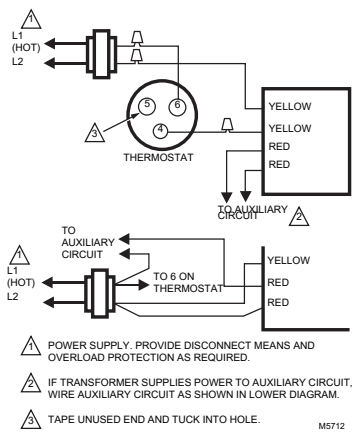 1
L1
(HOT)
L2
5
6
4
3
THERMOSTAT
YELLOW
YELLOW
RED
RED
TO AUXILIARY
CIRCUIT
2
TO
AUXILIARY
CIRCUIT
1
L1
(HOT)
L2
TO 6 ON
THERMOSTAT
YELLOW
RED
RED
1 POWER SUPPLY. PROVIDE DISCONNECT MEANS AND
OVERLOAD PROTECTION AS REQUIRED.
2 IF TRANSFORMER SUPPLIES POWER TO AUXILIARY CIRCUIT,
WIRE AUXILIARY CIRCUIT AS SHOWN IN LOWER DIAGRAM.
3 TAPE UNUSED END AND TUCK INTO HOLE.
M5712